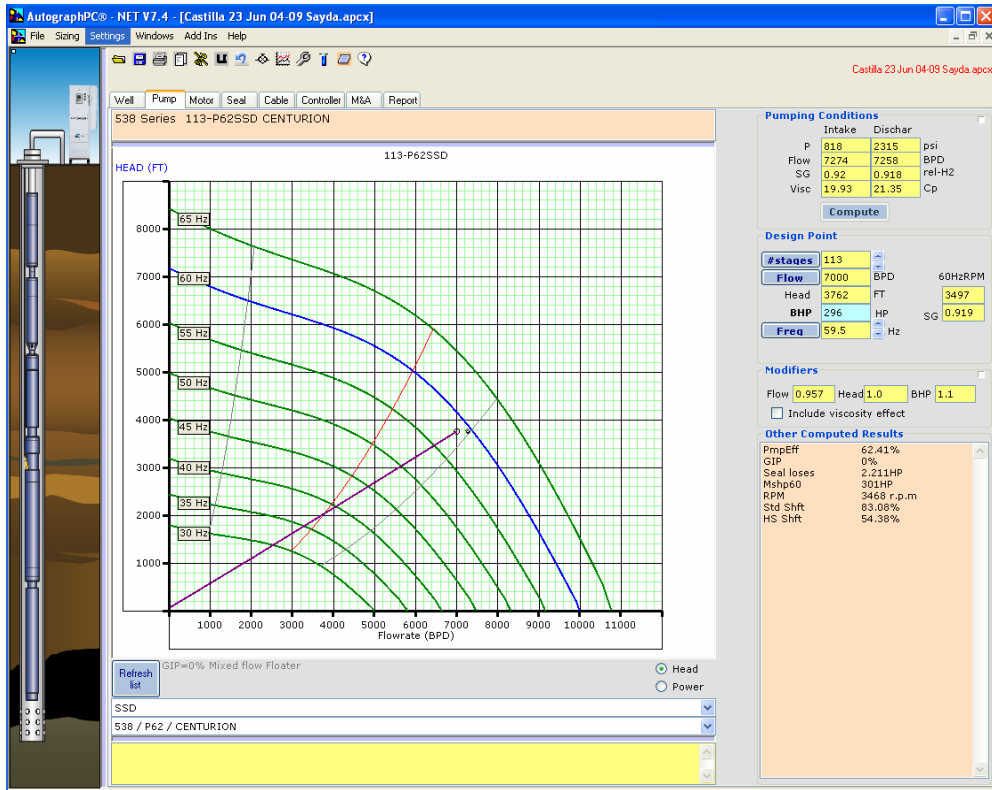 AutographPC® - NET V7.4 - [Castilla 23 Jun 04-09 Sayda.apcx]
File Sizing Settings Windows Add Ins Help
Castilla 23 Jun 04-09 Sayda.apcx
Well Pump Motor Seal Cable Controller M&A Report
538 Series 113-P62SSD CENTURION
113-P62SSD
HEAD (FT)
8000
7000
6000
5000
4000
3000
2000
1000
65 Hz
60 Hz
55 Hz
50 Hz
45 Hz
40 Hz
35 Hz
30 Hz
1000 2000 3000 4000 5000 6000 7000 8000 9000 10000 11000
Flowrate (BPD)
Refresh list
GIP=0% Mixed flow Floater
Head
Power
SSD
538 / P62 / CENTURION
Pumping Conditions
Intake Dischar
P 818 2315 psi
Flow 7274 7258 BPD
SG 0.92 0.918 rel-H2
Visc 19.93 21.35 Cp
Compute
Design Point
#stages 113
Flow 7000 BPD 60HzRPM
Head 3762 FT 3497
BHP 296 HP SG 0.919
Freq 59.5 Hz
Modifiers
Flow 0.957 Head 1.0 BHP 1.1
Include viscosity effect
Other Computed Results
PmpEff 62.41%
GIP 0%
Seal loses 2.211HP
Mshp60 301HP
RPM 3468 r.p.m
Std Shft 83.08%
HS Shft 54.38%